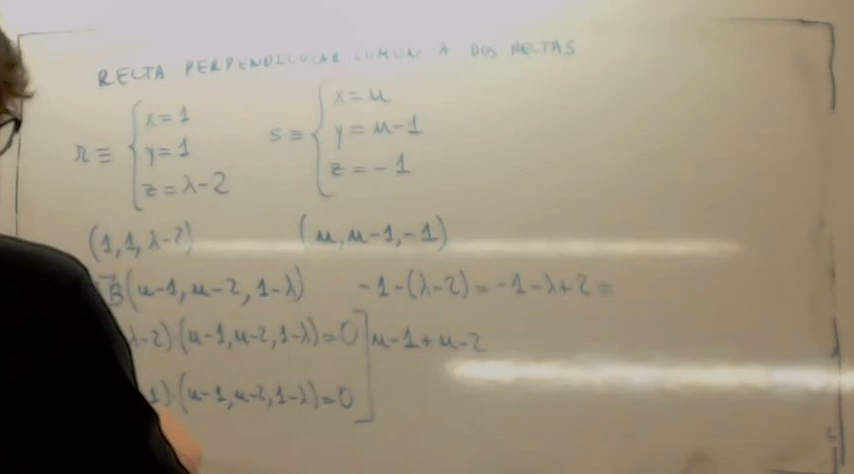 RECTA PERPENDICULAR COMÚN A DOS RECTAS
r≡ { x=1 y=1 z=λ-2
s≡ { x=μ y=μ-1 z=-1
(1,1,λ-2) (μ,μ-1,-1)
B(μ-1,μ-2,1-λ) -1-(λ-2)=-1-λ+2=
λ-2)·(μ-1,μ-2,1-λ)=0] μ-1+μ-2
1)·(μ-1,μ-2,1-λ)=0